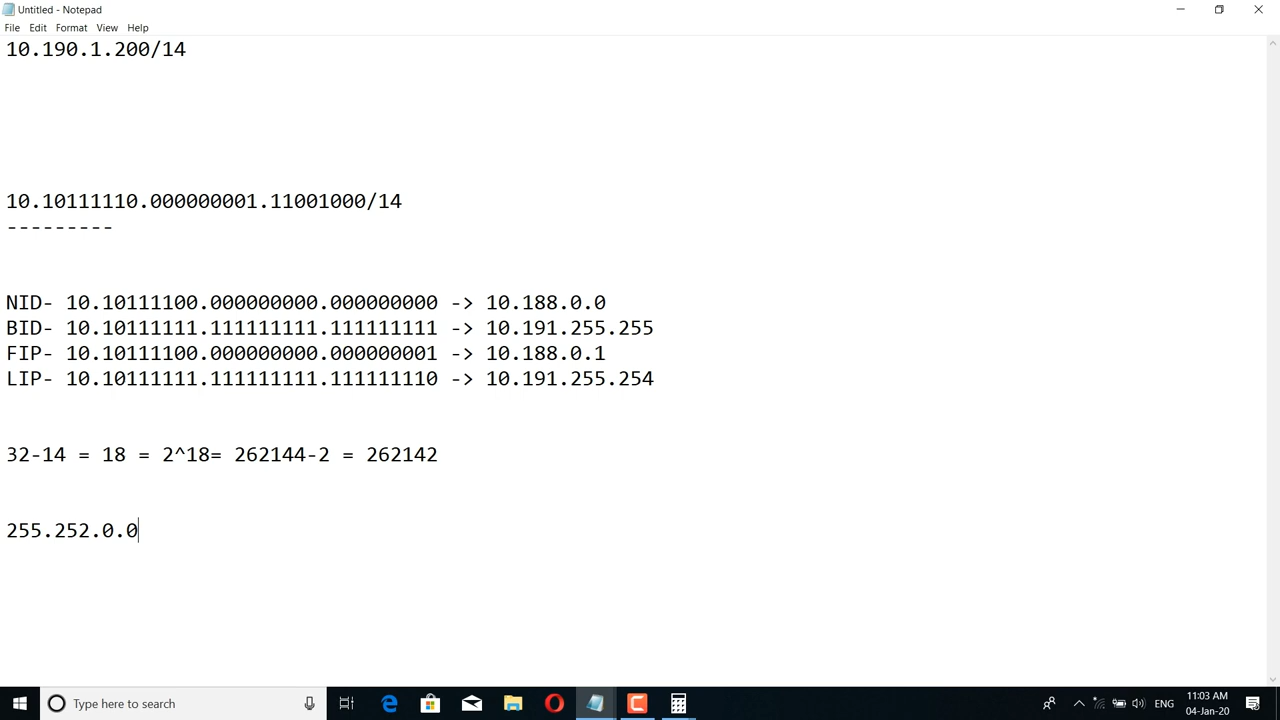 Untitled - Notepad
File Edit Format View Help
10.190.1.200/14
10.10111110.000000001.11001000/14
---------
NID- 10.10111100.000000000.000000000 -> 10.188.0.0
BID- 10.10111111.111111111.111111111 -> 10.191.255.255
FIP- 10.10111100.000000000.000000001 -> 10.188.0.1
LIP- 10.10111111.111111111.111111110 -> 10.191.255.254
32-14 = 18 = 2^18= 262144-2 = 262142
255.252.0.0
Type here to search
ENG
11:03 AM
04-Jan-20